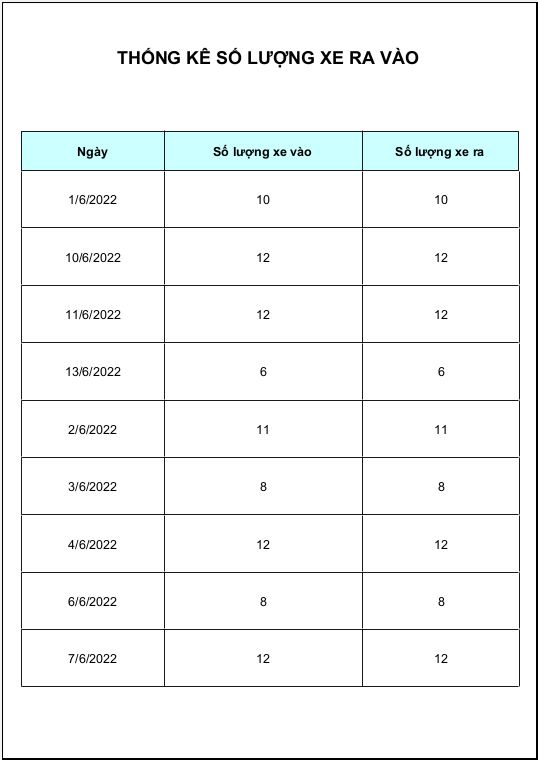 THỐNG KÊ SỐ LƯỢNG XE RA VÀO
Ngày Số lượng xe vào Số lượng xe ra
1/6/2022 10 10
10/6/2022 12 12
11/6/2022 12 12
13/6/2022 6 6
2/6/2022 11 11
3/6/2022 8 8
4/6/2022 12 12
6/6/2022 8 8
7/6/2022 12 12